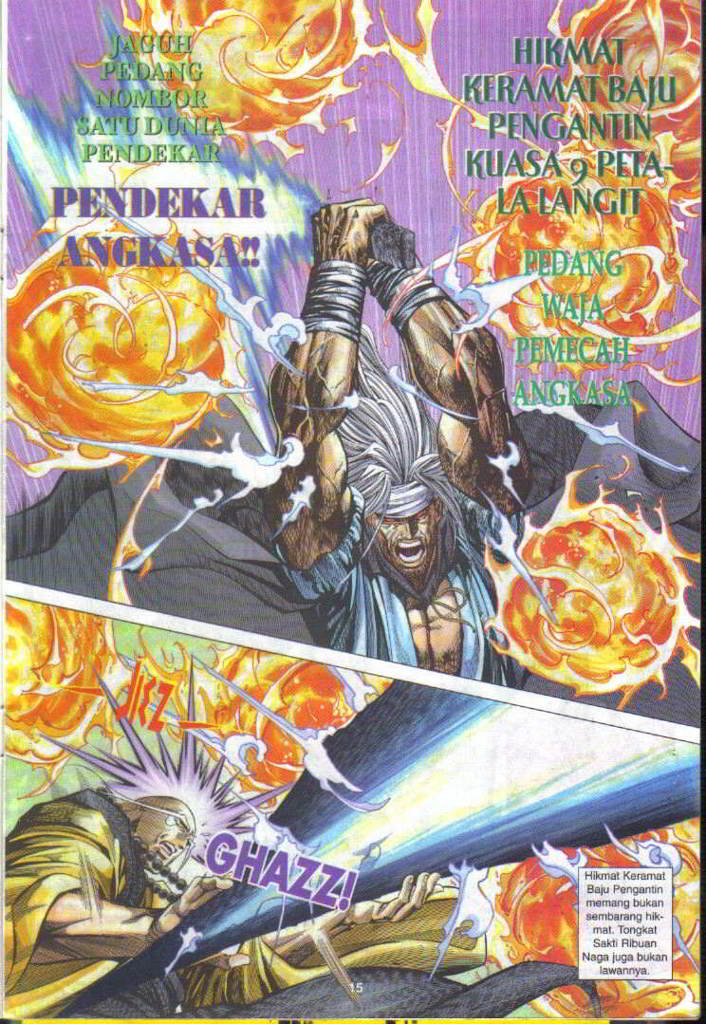 JAGUH
PEDANG
NOMBOR
SATU DUNIA
PENDEKAR
PENDEKAR
ANGKASA!!
HIKMAT
KERAMAT BAJU
PENGANTIN
KUASA 9 PETA-
LA LANGIT
PEDANG
WAJA
PEMECAH
ANGKASA
GHAZZ!
Hikmat Keramat
Baju Pengantin
memang bukan
sembarang hik-
mat. Tongkat
Sakti Ribuan
Naga juga bukan
lawannya.
15